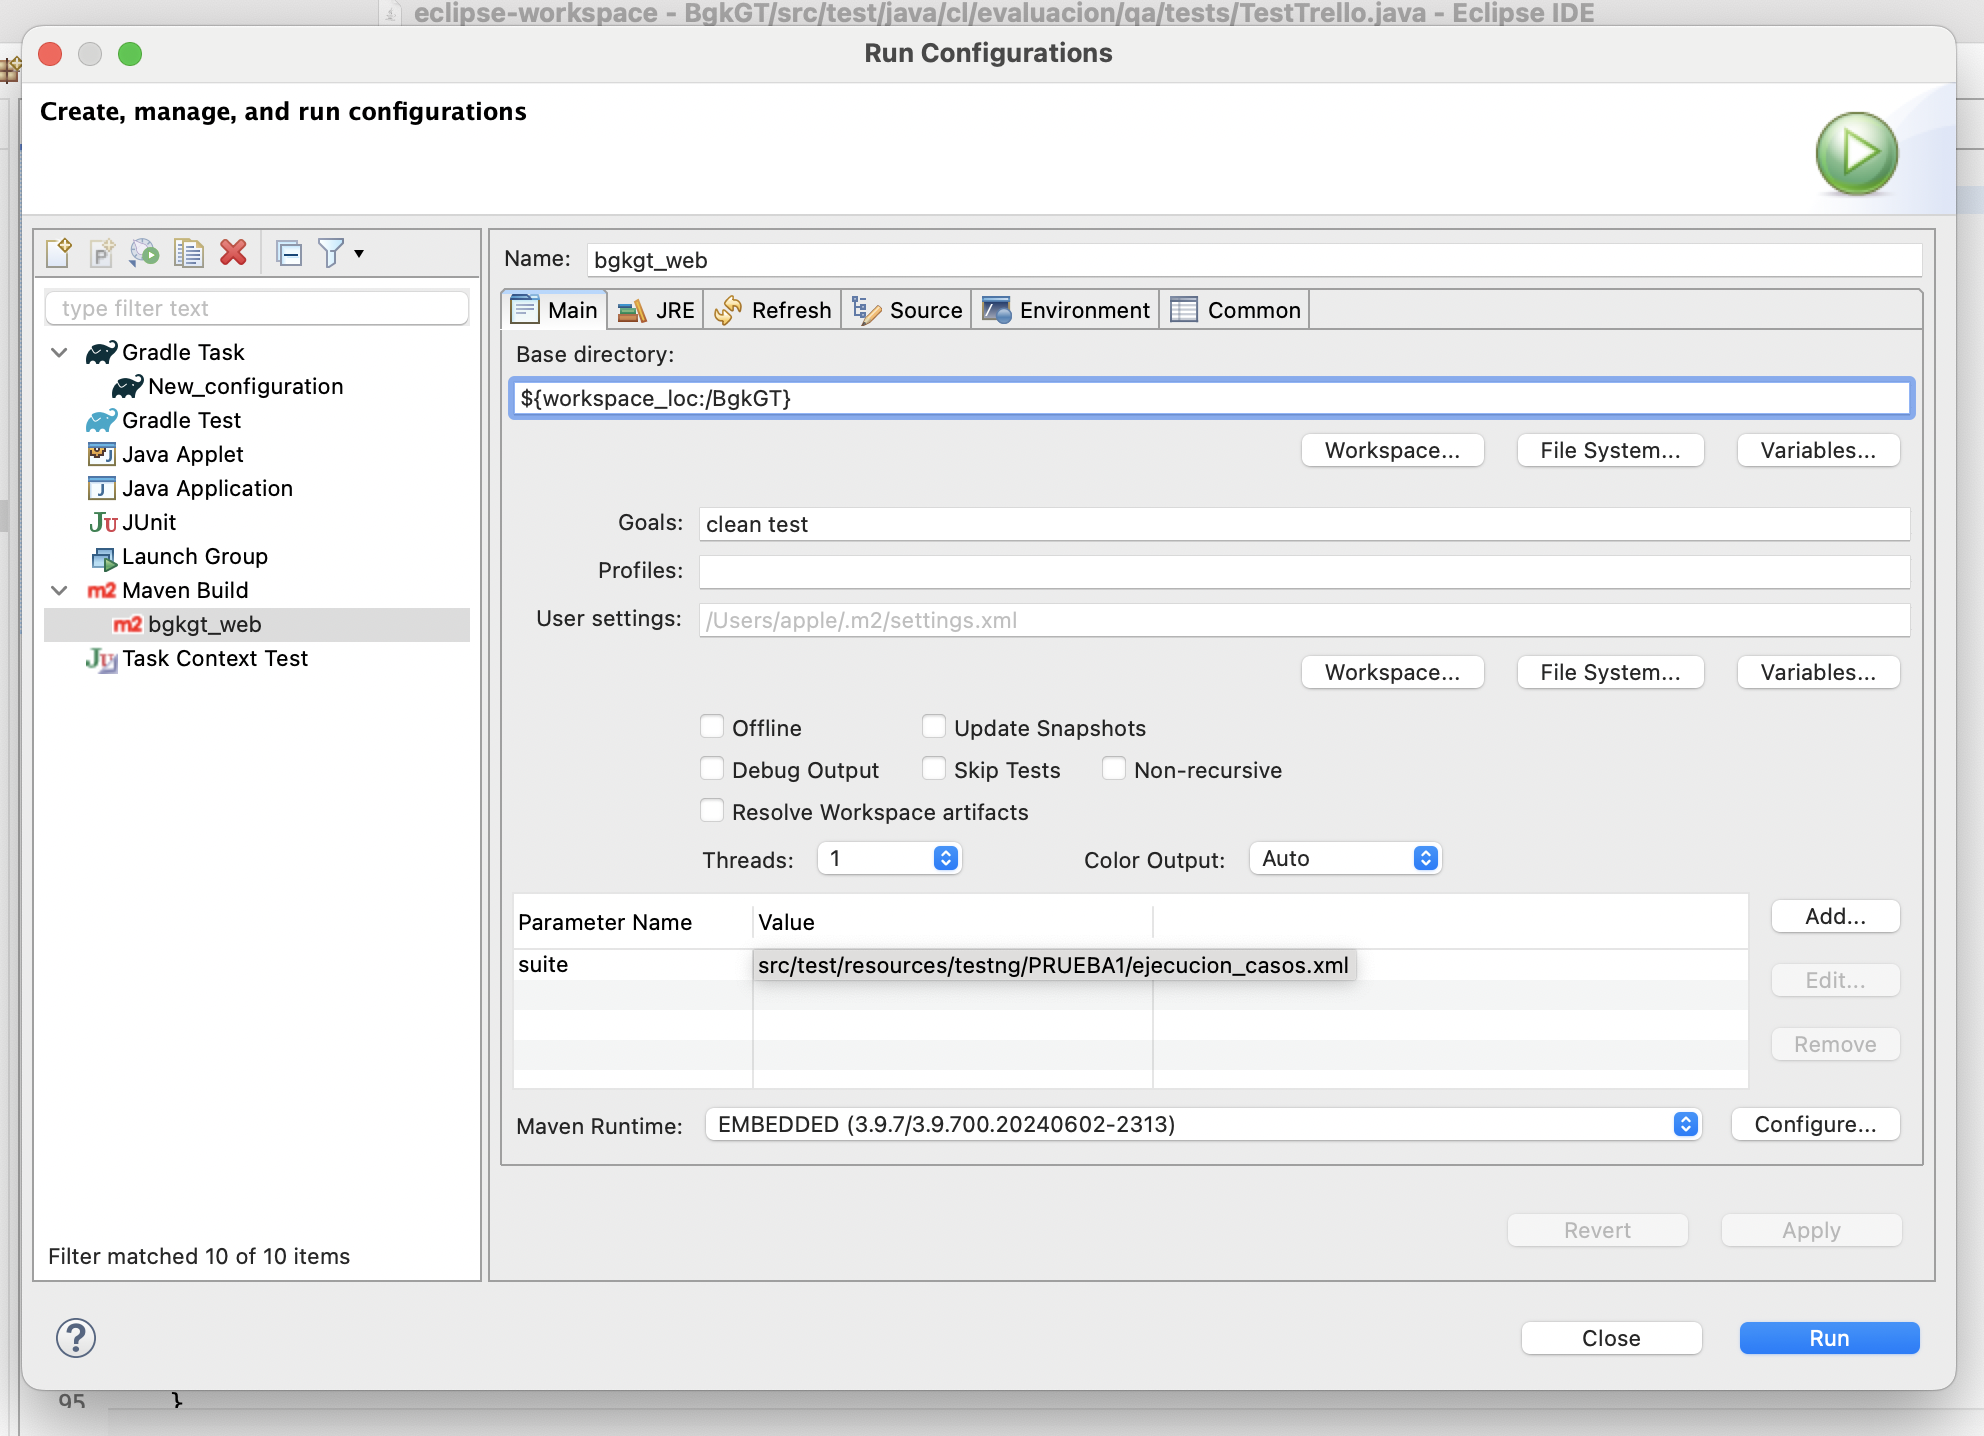 eclipse-workspace - BgkGT/src/test/java/cl/evaluacion/qa/tests/TestTrello.java - Eclipse IDE
Run Configurations
Create, manage, and run configurations
type filter text
Gradle Task
New_configuration
Gradle Test
Java Applet
Java Application
JUnit
Launch Group
m2 Maven Build
m2 bgkgt_web
Task Context Test
Filter matched 10 of 10 items
Name: bgkgt_web
Main JRE Refresh Source Environment Common
Base directory:
${workspace_loc:/BgkGT}
Workspace... File System... Variables...
Goals: clean test
Profiles:
User settings: /Users/apple/.m2/settings.xml
Workspace... File System... Variables...
Offline Update Snapshots
Debug Output Skip Tests Non-recursive
Resolve Workspace artifacts
Threads: 1 Color Output: Auto
Parameter Name Value Add...
suite src/test/resources/testng/PRUEBA1/ejecucion_casos.xml
Edit...
Remove
Maven Runtime: EMBEDDED (3.9.7/3.9.700.20240602-2313) Configure...
Revert Apply
? Close Run
95 }